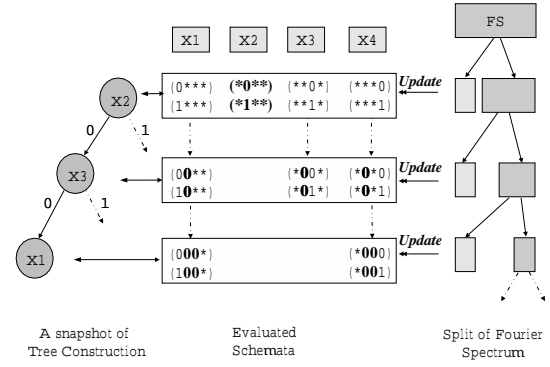 X1 X2 X3 X4 FS
(0***) (*0**) (**0*) (***0) Update
(1***) (*1**) (**1*) (***1)
X2
0 1
(00**) (*00*) (*0*0) Update
(10**) (*01*) (*0*1)
X3
0 1
(000*) (*000) Update
(100*) (*001)
X1
A snapshot of
Tree Construction
Evaluated
Schemata
Split of Fourier
Spectrum